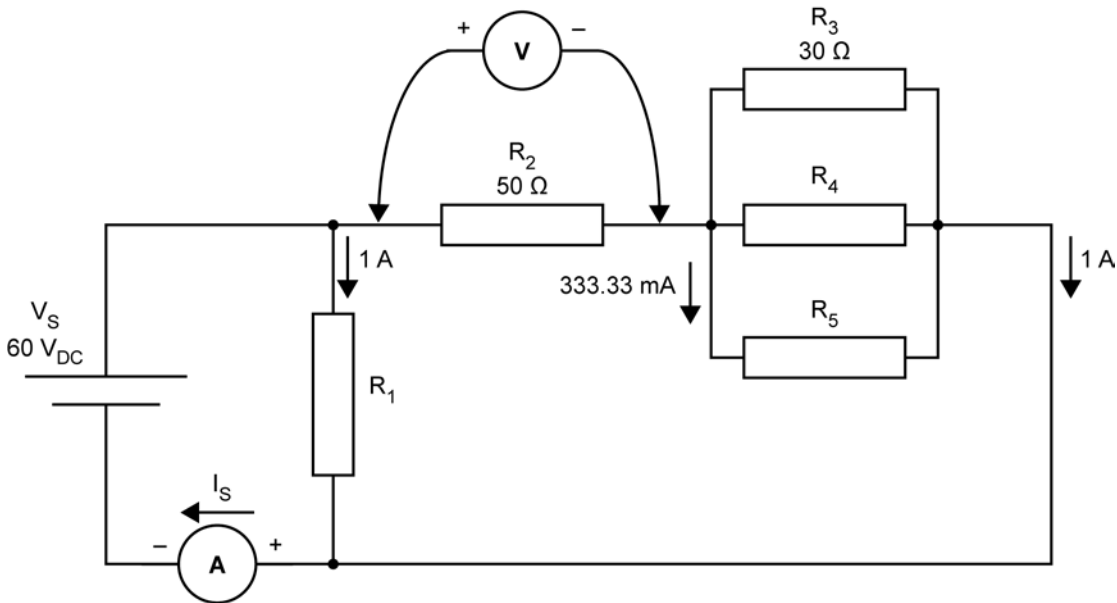 + V −
R3
30 Ω
R2
50 Ω
R4
1 A
333.33 mA
1 A
VS
60 VDC
R5
R1
IS
− A +